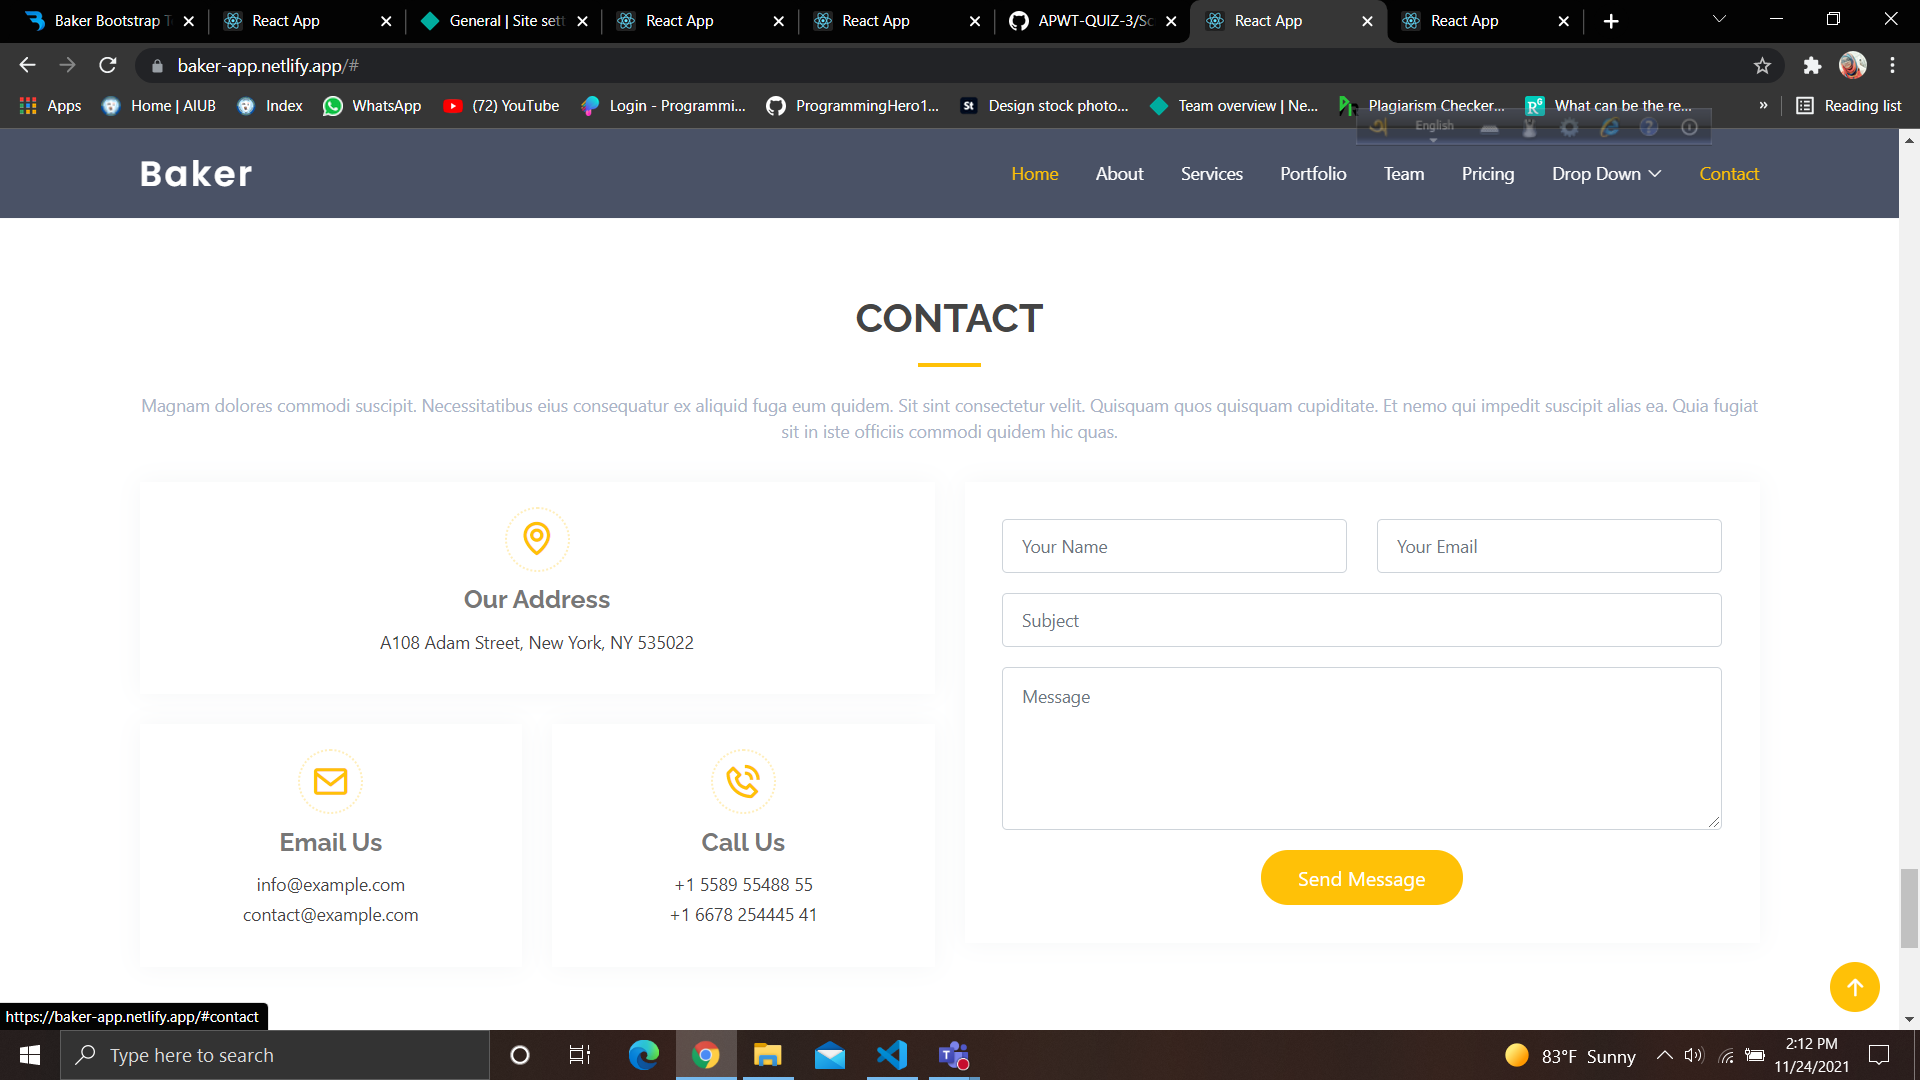 Baker Bootstrap T
React App
General | Site sett
React App
React App
APWT-QUIZ-3/Sc
React App
React App
baker-app.netlify.app/#
Apps
Home | AIUB
Index
WhatsApp
(72) YouTube
Login - Programmi...
ProgrammingHero1...
Design stock photo...
Team overview | Ne...
Plagiarism Checker...
What can be the re...
»
Reading list
English
Baker
Home
About
Services
Portfolio
Team
Pricing
Drop Down
Contact
CONTACT
Magnam dolores commodi suscipit. Necessitatibus eius consequatur ex aliquid fuga eum quidem. Sit sint consectetur velit. Quisquam quos quisquam cupiditate. Et nemo qui impedit suscipit alias ea. Quia fugiat
sit in iste officiis commodi quidem hic quas.
Our Address
A108 Adam Street, New York, NY 535022
Email Us
info@example.com
contact@example.com
Call Us
+1 5589 55488 55
+1 6678 254445 41
Your Name
Your Email
Subject
Message
Send Message
https://baker-app.netlify.app/#contact
Type here to search
83°F Sunny
2:12 PM
11/24/2021